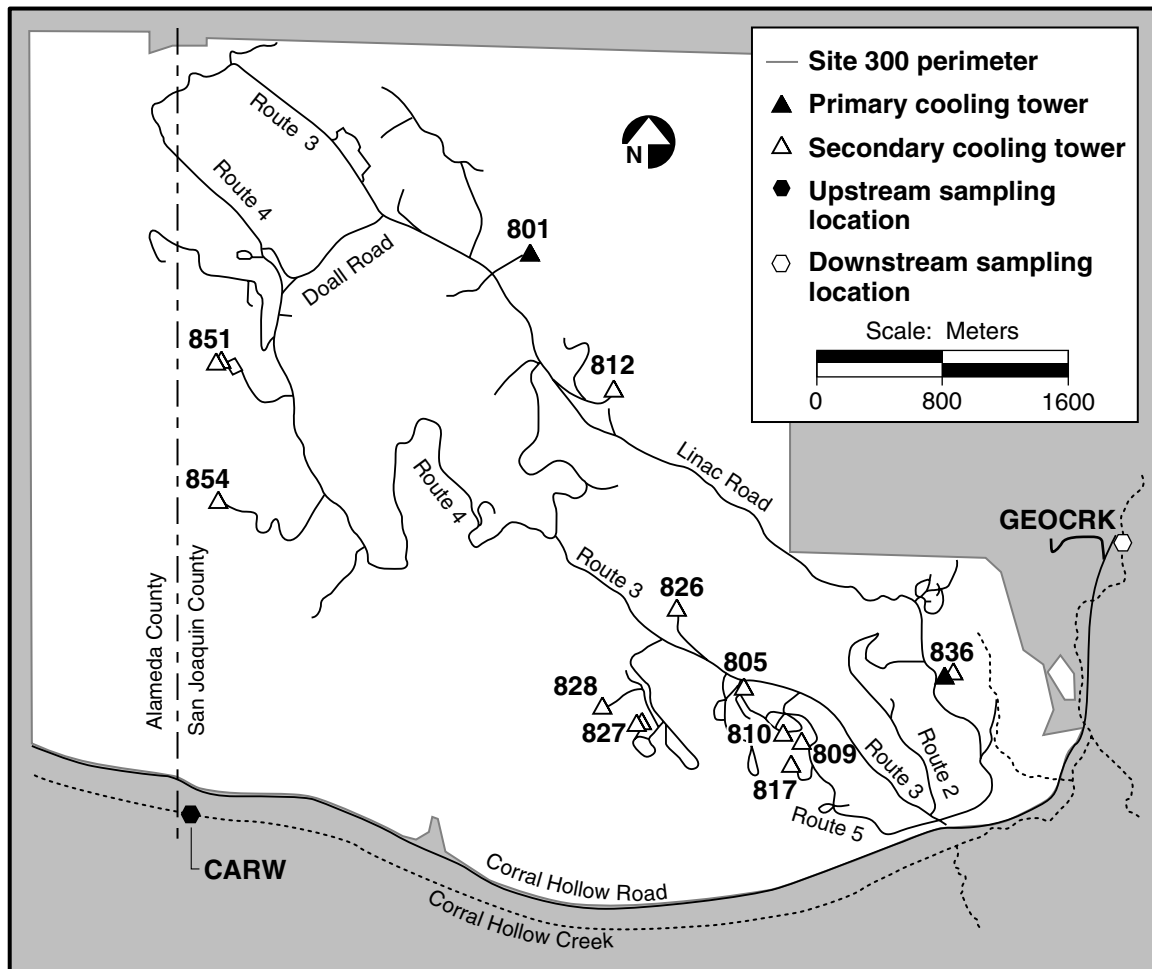 Site 300 perimeter
Primary cooling tower
Secondary cooling tower
Upstream sampling
location
Downstream sampling
location
Scale: Meters
0 800 1600
N
Route 3
Route 4
Doall Road
801
851
812
854
Route 4
Linac Road
GEOCRK
Route 3
826
Alameda County
San Joaquin County
805
836
828
827
810
809
817
Route 3
Route 2
Route 5
CARW
Corral Hollow Road
Corral Hollow Creek